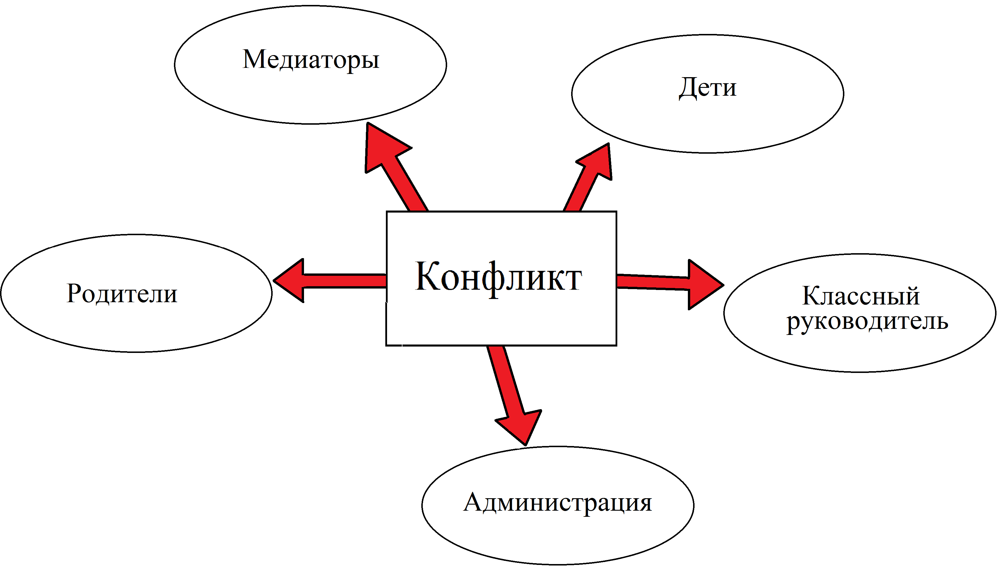 Медиаторы
Дети
Конфликт
Родители
Классный
руководитель
Администрация